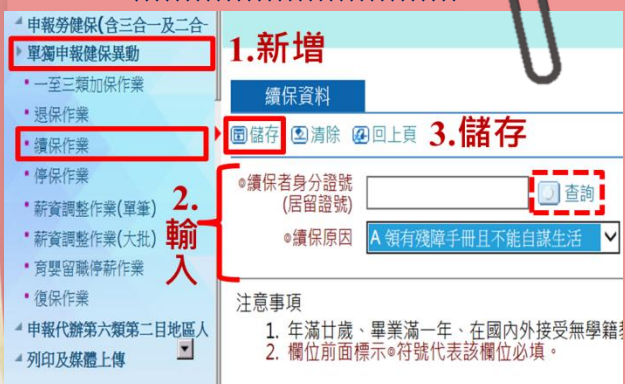 申報勞健保(含三合一及二合-
單獨申報健保異動
一至三類加保作業
退保作業
續保作業
停保作業
薪資調整作業(單筆)
薪資調整作業(大批)
育嬰留職停薪作業
復保作業
申報代辦第六類第二目地區人
列印及媒體上傳
1.新增
續保資料
儲存 清除 回上頁 3.儲存
2.
輸
入
◎續保者身分證號
(居留證號)
查詢
◎續保原因
A 領有殘障手冊且不能自謀生活
注意事項
1. 年滿廿歲、畢業滿一年、在國內外接受無學籍
2. 欄位前面標示◎符號代表該欄位必填。